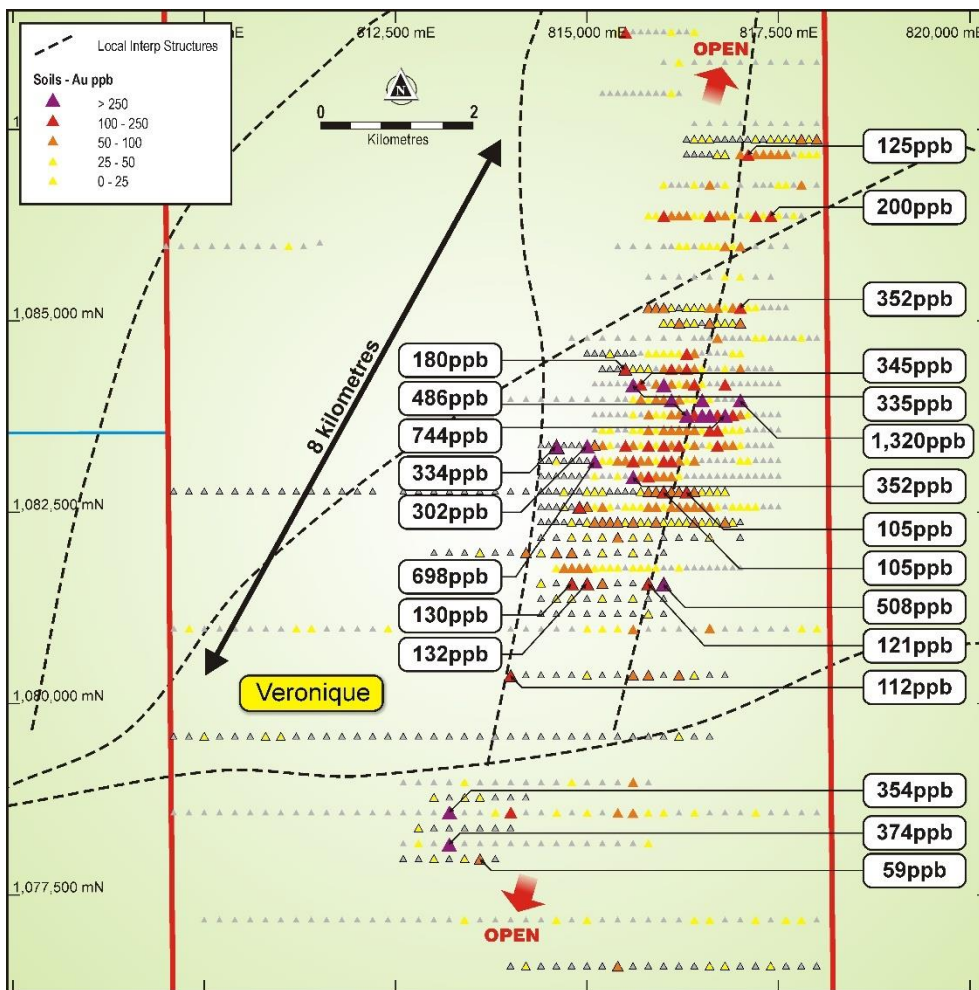 Local Interp Structures
Soils - Au ppb
> 250
100 - 250
50 - 100
25 - 50
0 - 25
mE
812,500 mE
815,000 mE
817,500 mE
820,000 mE
N
0 2
Kilometres
OPEN
125ppb
200ppb
1,085,000 mN
352ppb
8 kilometres
180ppb
345ppb
486ppb
335ppb
744ppb
1,320ppb
334ppb
352ppb
302ppb
1,082,500 mN
105ppb
698ppb
105ppb
130ppb
508ppb
132ppb
121ppb
Veronique
112ppb
1,080,000 mN
354ppb
374ppb
59ppb
1,077,500 mN
OPEN